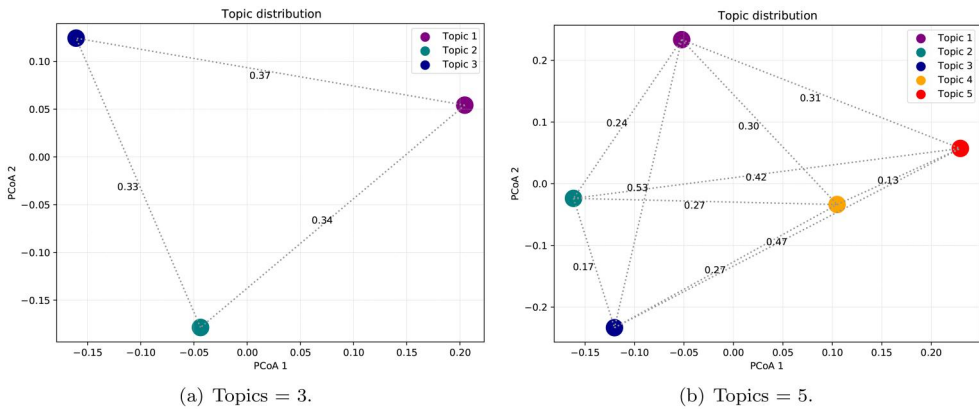 Topic distribution
Topic 1
Topic 2
Topic 3
0.10
0.05
0.00
−0.05
−0.10
−0.15
PCoA 2
0.37
0.33
0.34
−0.15
−0.10
−0.05
0.00
0.05
0.10
0.15
0.20
PCoA 1
(a) Topics = 3.
Topic distribution
Topic 1
Topic 2
Topic 3
Topic 4
Topic 5
0.2
0.1
0.0
−0.1
−0.2
PCoA 2
0.31
0.24
0.30
0.53
0.42
0.13
0.27
0.47
0.17
0.27
−0.15
−0.10
−0.05
0.00
0.05
0.10
0.15
0.20
PCoA 1
(b) Topics = 5.